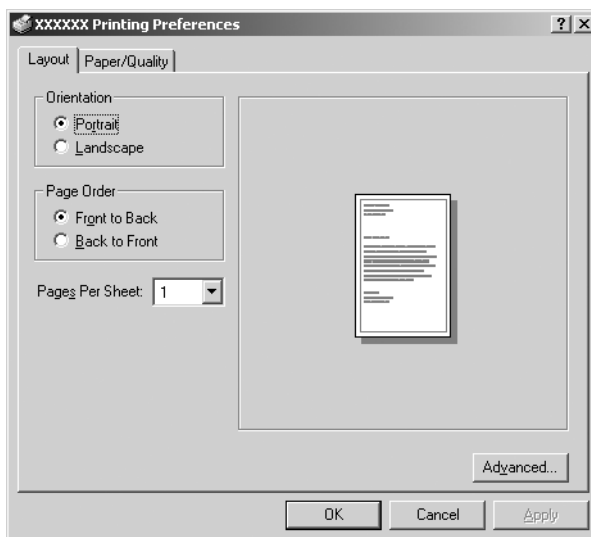 XXXXXX Printing Preferences
Layout
Paper/Quality
Orientation
Portrait
Landscape
Page Order
Front to Back
Back to Front
Pages Per Sheet: 1
Advanced...
OK
Cancel
Apply